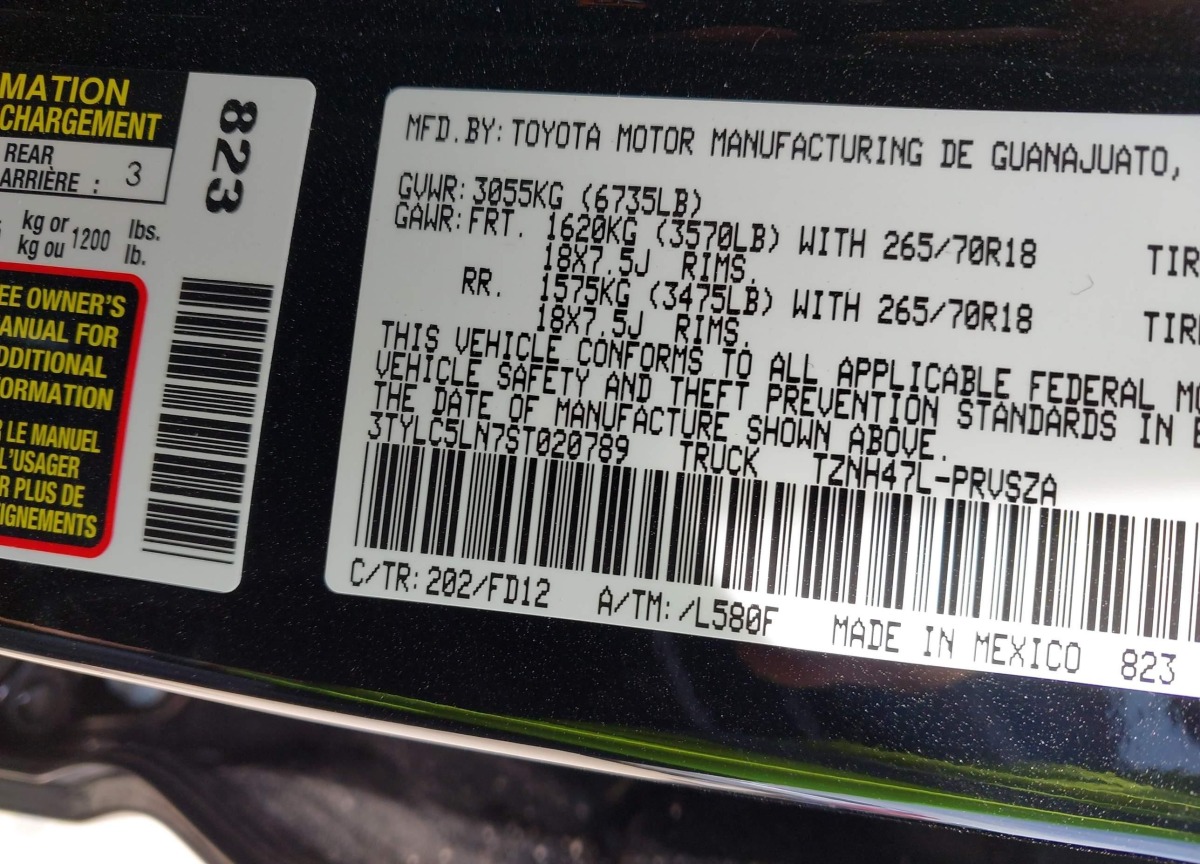 MATION
CHARGEMENT
REAR
ARRIÈRE : 3
kg or 1200 lbs.
kg ou lb.
EE OWNER'S
ANUAL FOR
DDITIONAL
FORMATION
R LE MANUEL
L'USAGER
R PLUS DE
IGNEMENTS
823
MFD.BY: TOYOTA MOTOR MANUFACTURING DE GUANAJUATO,
GVWR: 3055KG (6735LB)
GAWR: FRT. 1620KG (3570LB) WITH 265/70R18 TIR
18X7.5J RIMS.
RR. 1575KG (3475LB) WITH 265/70R18 TIR
18X7.5J RIMS.
THIS VEHICLE CONFORMS TO ALL APPLICABLE FEDERAL M
VEHICLE SAFETY AND THEFT PREVENTION STANDARDS IN E
THE DATE OF MANUFACTURE SHOWN ABOVE.
3TYLC5LN7ST020789 TRUCK TZNH47L-PRVSZA
C/TR: 202/FD12 A/TM: /L580F MADE IN MEXICO 823